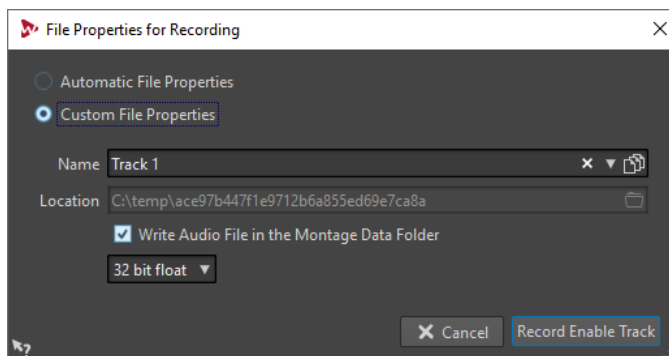 File Properties for Recording
Automatic File Properties
Custom File Properties
Name Track 1
Location C:\temp\ace97b447f1e9712b6a855ed69e7ca8a
Write Audio File in the Montage Data Folder
32 bit float
Cancel Record Enable Track